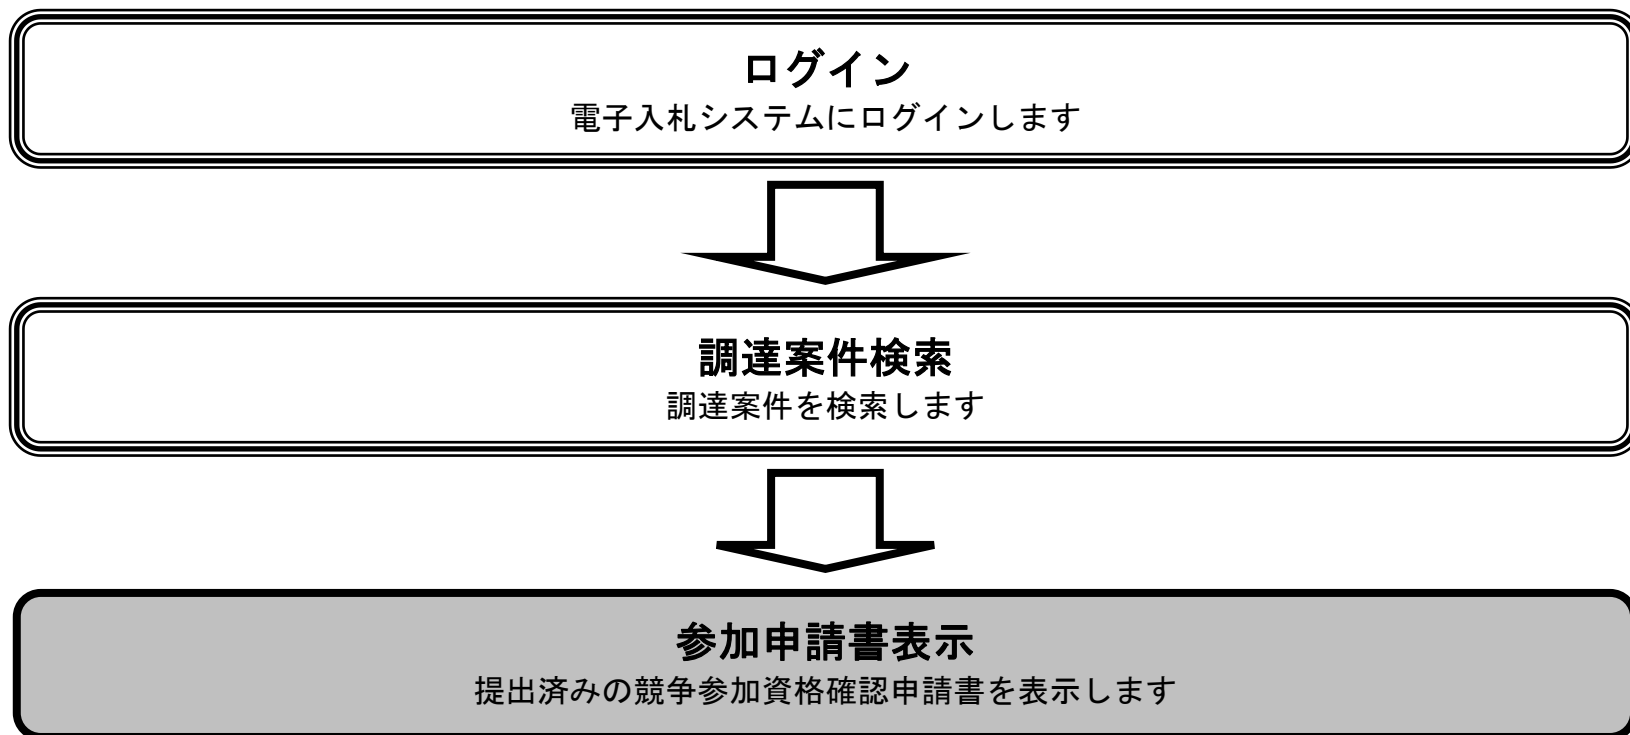 ログイン
電子入札システムにログインします
調達案件検索
調達案件を検索します
参加申請書表示
提出済みの競争参加資格確認申請書を表示します